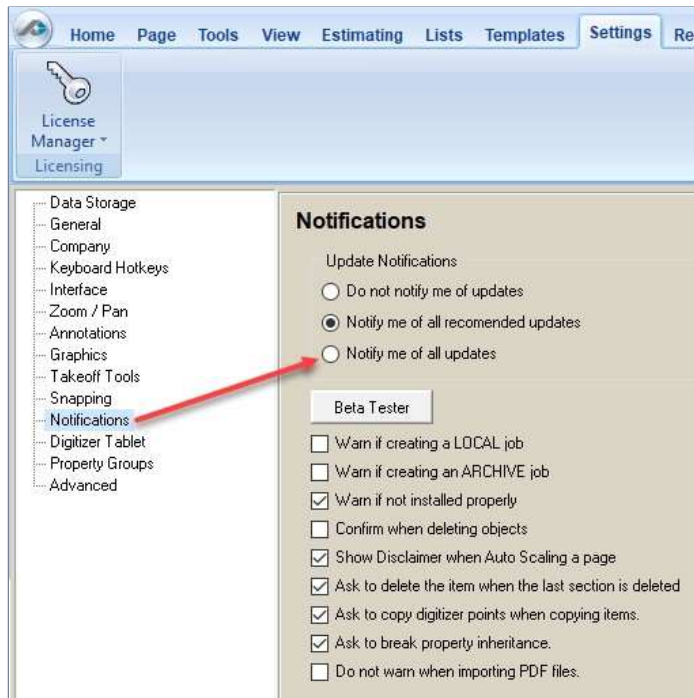 Home Page Tools View Estimating Lists Templates Settings Re
License
Manager
Licensing
Data Storage
General
Company
Keyboard Hotkeys
Interface
Zoom / Pan
Annotations
Graphics
Takeoff Tools
Snapping
Notifications
Digitizer Tablet
Property Groups
Advanced
Notifications
Update Notifications
Do not notify me of updates
Notify me of all recomended updates
Notify me of all updates
Beta Tester
Warn if creating a LOCAL job
Warn if creating an ARCHIVE job
Warn if not installed properly
Confirm when deleting objects
Show Disclaimer when Auto Scaling a page
Ask to delete the item when the last section is deleted
Ask to copy digitizer points when copying items.
Ask to break property inheritance.
Do not warn when importing PDF files.